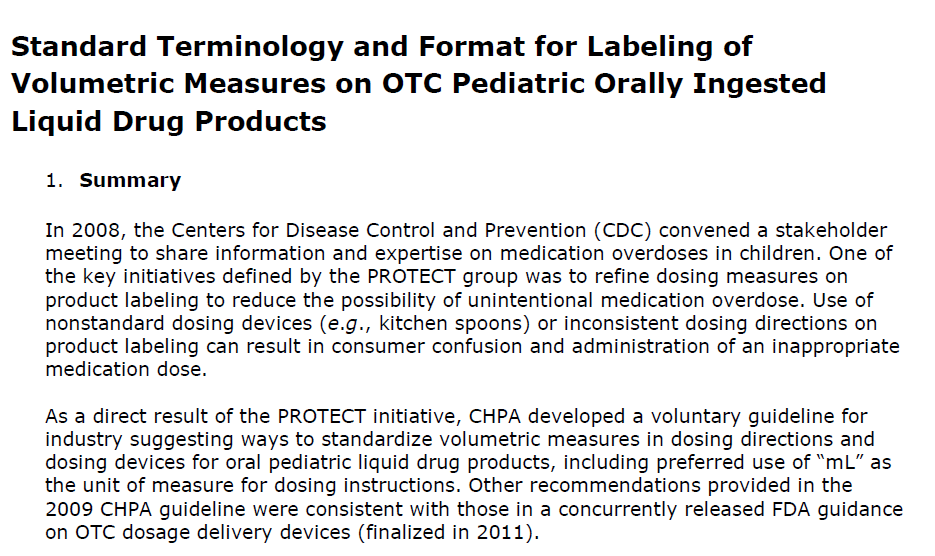 Standard Terminology and Format for Labeling of
Volumetric Measures on OTC Pediatric Orally Ingested
Liquid Drug Products
1. Summary
In 2008, the Centers for Disease Control and Prevention (CDC) convened a stakeholder
meeting to share information and expertise on medication overdoses in children. One of
the key initiatives defined by the PROTECT group was to refine dosing measures on
product labeling to reduce the possibility of unintentional medication overdose. Use of
nonstandard dosing devices (e.g., kitchen spoons) or inconsistent dosing directions on
product labeling can result in consumer confusion and administration of an inappropriate
medication dose.
As a direct result of the PROTECT initiative, CHPA developed a voluntary guideline for
industry suggesting ways to standardize volumetric measures in dosing directions and
dosing devices for oral pediatric liquid drug products, including preferred use of “mL” as
the unit of measure for dosing instructions. Other recommendations provided in the
2009 CHPA guideline were consistent with those in a concurrently released FDA guidance
on OTC dosage delivery devices (finalized in 2011).